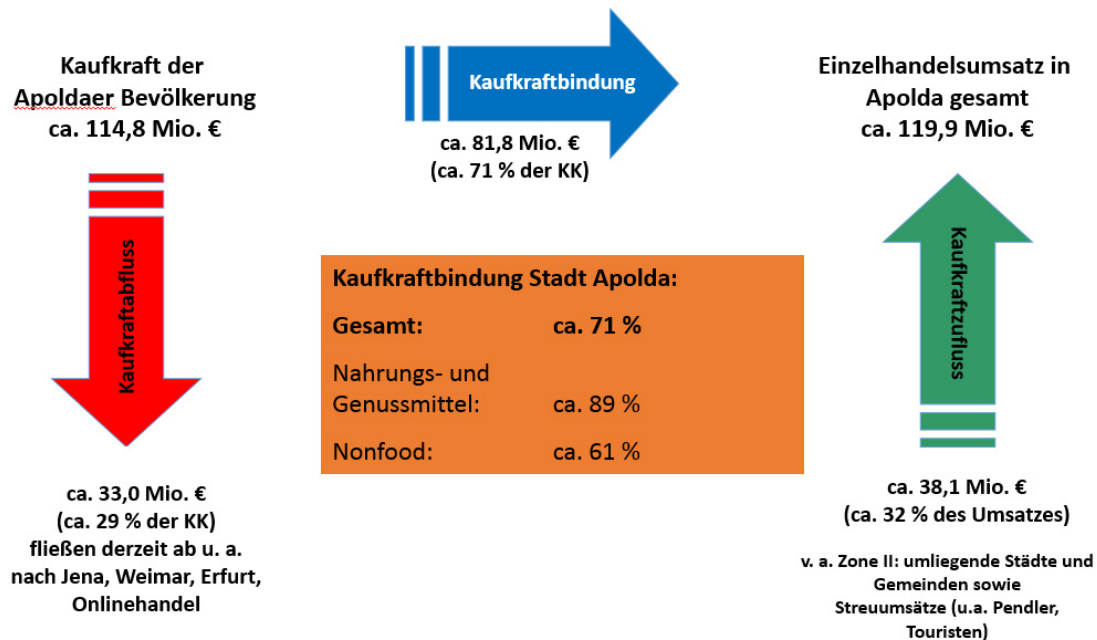 Kaufkraft der
Apoldaer Bevölkerung
ca. 114,8 Mio. €
Kaufkraftbindung
ca. 81,8 Mio. €
(ca. 71 % der KK)
Einzelhandelsumsatz in
Apolda gesamt
ca. 119,9 Mio. €
Kaufkraftabfluss
Kaufkraftbindung Stadt Apolda:
Gesamt: ca. 71 %
Nahrungs- und
Genussmittel: ca. 89 %
Nonfood: ca. 61 %
Kaufkraftzufluss
ca. 33,0 Mio. €
(ca. 29 % der KK)
fließen derzeit ab u. a.
nach Jena, Weimar, Erfurt,
Onlinehandel
ca. 38,1 Mio. €
(ca. 32 % des Umsatzes)
v. a. Zone II: umliegende Städte und
Gemeinden sowie
Streuumsätze (u.a. Pendler,
Touristen)